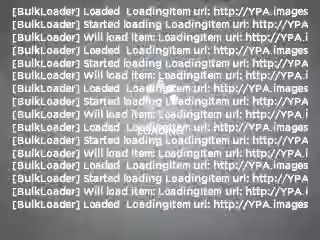 [BulkLoader] Loaded  LoadingItem url: http://YPA.images
[BulkLoader] Started loading LoadingItem url: http://YPA
[BulkLoader] Will load item: LoadingItem url: http://YPA.i
[BulkLoader] Loaded  LoadingItem url: http://YPA.images
[BulkLoader] Started loading LoadingItem url: http://YPA
[BulkLoader] Will load item: LoadingItem url: http://YPA.i
[BulkLoader] Loaded  LoadingItem url: http://YPA.images
[BulkLoader] Started loading LoadingItem url: http://YPA
[BulkLoader] Will load item: LoadingItem url: http://YPA.i
[BulkLoader] Loaded  LoadingItem url: http://YPA.images
LOADING
[BulkLoader] Started loading LoadingItem url: http://YPA
[BulkLoader] Will load item: LoadingItem url: http://YPA.i
[BulkLoader] Loaded  LoadingItem url: http://YPA.images
[BulkLoader] Started loading LoadingItem url: http://YPA
[BulkLoader] Will load item: LoadingItem url: http://YPA.i
[BulkLoader] Loaded  LoadingItem url: http://YPA.images